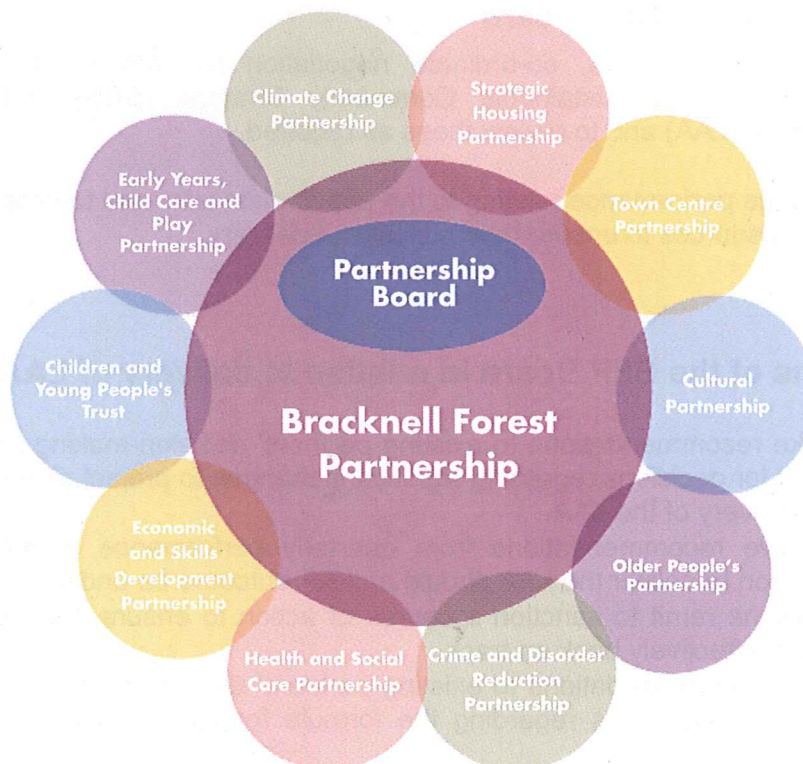 Climate Change
Partnership
Strategic
Housing
Partnership
Early Years,
Child Care and
Play
Partnership
Town Centre
Partnership
Partnership
Board
Children and
Young People's
Trust
Cultural
Partnership
Bracknell Forest
Partnership
Economic
and Skills
Development
Partnership
Older People's
Partnership
Health and Social
Care Partnership
Crime and Disorder
Reduction
Partnership